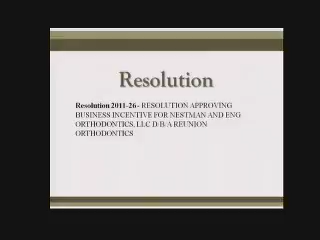 Resolution
Resolution 2011-26 - RESOLUTION APPROVING
BUSINESS INCENTIVE FOR NESTMAN AND ENG
ORTHODONTICS, LLC D/B/A REUNION
ORTHODONTICS